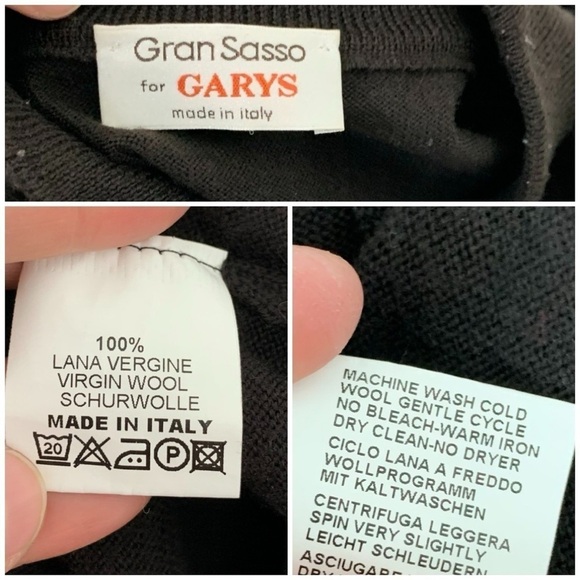 Gran Sasso
for GARYS
made in italy
100%
LANA VERGINE
VIRGIN WOOL
SCHURWOLLE
MADE IN ITALY
20 P
MACHINE WASH COLD
WOOL GENTLE CYCLE
NO BLEACH-WARM IRON
DRY CLEAN-NO DRYER
CICLO LANA A FREDDO
WOLLPROGRAMM
MIT KALTWASCHEN
CENTRIFUGA LEGGERA
SPIN VERY SLIGHTLY
LEICHT SCHLEUDERN